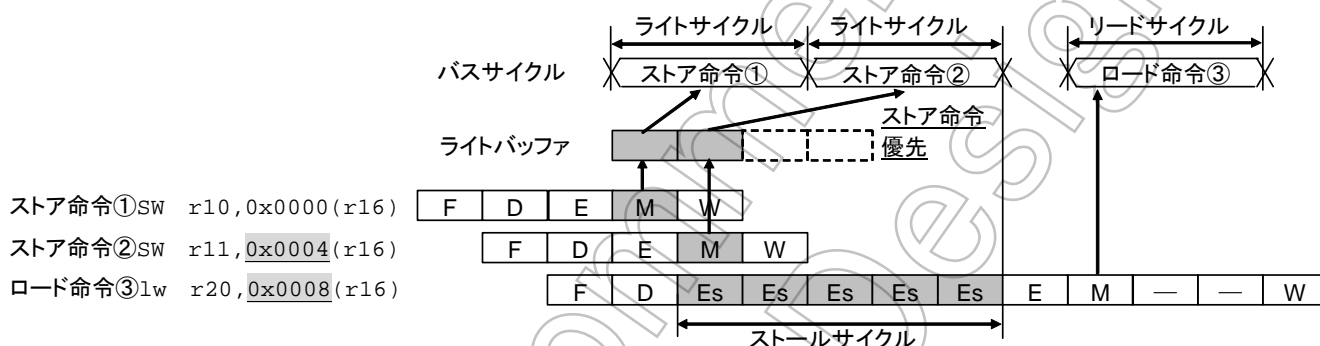 ライトサイクル ライトサイクル リードサイクル
バスサイクル ストア命令① ストア命令② ロード命令③
ストア命令
ライトバッファ 優先
ストア命令①SW r10,0x0000(r16) F D E M W
ストア命令②SW r11,0x0004(r16) F D E M W
ロード命令③lw r20,0x0008(r16) F D Es Es Es Es Es E M — — W
ストールサイクル